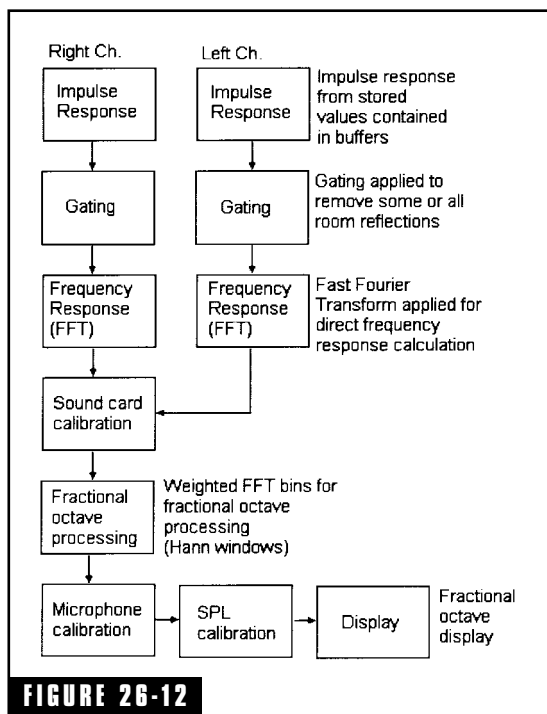 Right Ch.
Left Ch.
Impulse
Response
Impulse
Response
Impulse response
from stored
values contained
in buffers
Gating
Gating
Gating applied to
remove some or all
room reflections
Frequency
Response
(FFT)
Frequency
Response
(FFT)
Fast Fourier
Transform applied for
direct frequency
response calculation
Sound card
calibration
Fractional
octave
processing
Weighted FFT bins for
fractional octave
processing
(Hann windows)
Microphone
calibration
SPL
calibration
Display
Fractional
octave
display
FIGURE 26-12